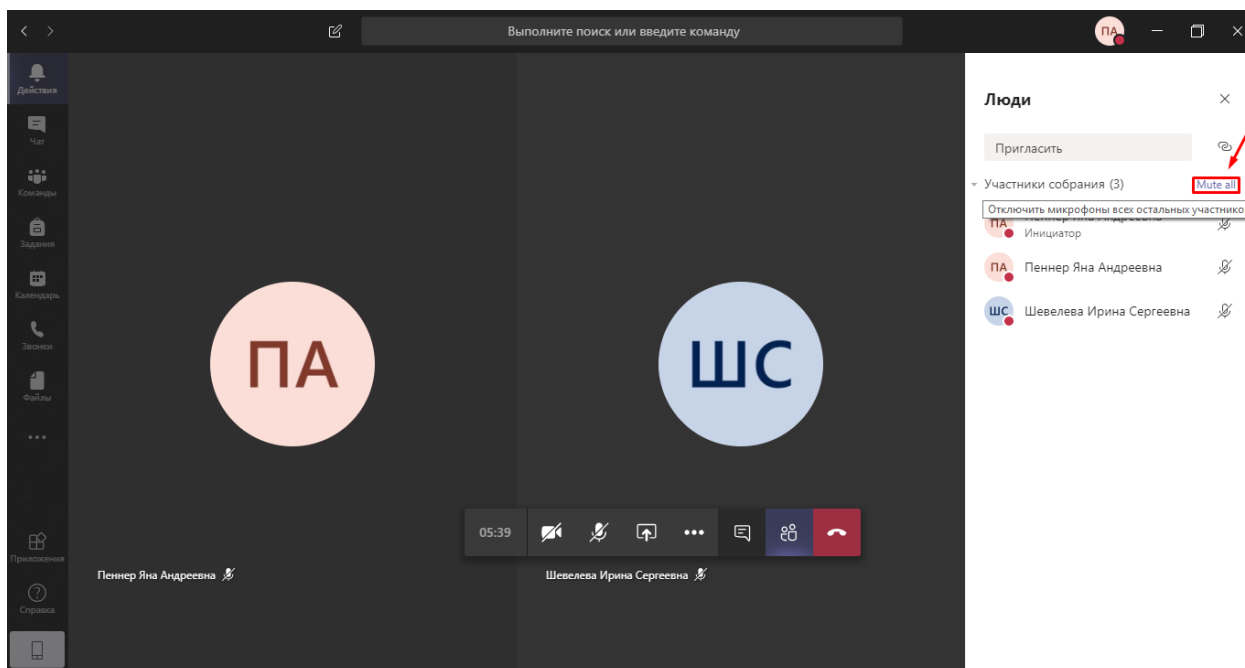 Выполните поиск или введите команду
ПА
Действия
Чат
Команды
Задания
Календарь
Звонки
Файлы
Приложения
Справка
ПА
ШС
05:39
Пеннер Яна Андреевна
Шевелева Ирина Сергеевна
Люди
Пригласить
Участники собрания (3)
Mute all
Отключить микрофоны всех остальных участнико
ПА
Инициатор
ПА
Пеннер Яна Андреевна
ШС
Шевелева Ирина Сергеевна